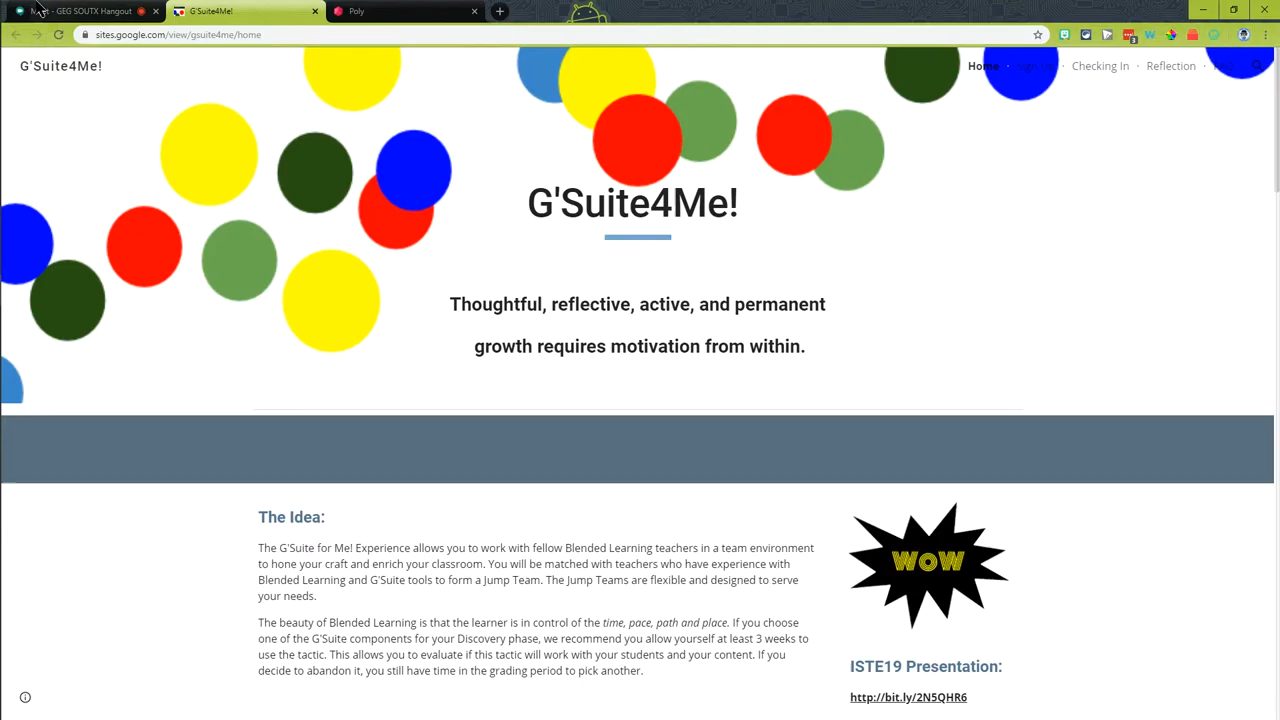 GEG SOUTX Hangout
G'Suite4Me!
Poly
sites.google.com/view/gsuite4me/home
G'Suite4Me!
Home
Checking In
Reflection
G'Suite4Me!
Thoughtful, reflective, active, and permanent
growth requires motivation from within.
The Idea:
The G'Suite for Me! Experience allows you to work with fellow Blended Learning teachers in a team environment
to hone your craft and enrich your classroom. You will be matched with teachers who have experience with
Blended Learning and G'Suite tools to form a Jump Team. The Jump Teams are flexible and designed to serve
your needs.
The beauty of Blended Learning is that the learner is in control of the time, pace, path and place. If you choose
one of the G'Suite components for your Discovery phase, we recommend you allow yourself at least 3 weeks to
use the tactic. This allows you to evaluate if this tactic will work with your students and your content. If you
decide to abandon it, you still have time in the grading period to pick another.
WOW
ISTE19 Presentation:
http://bit.ly/2N5QHR6